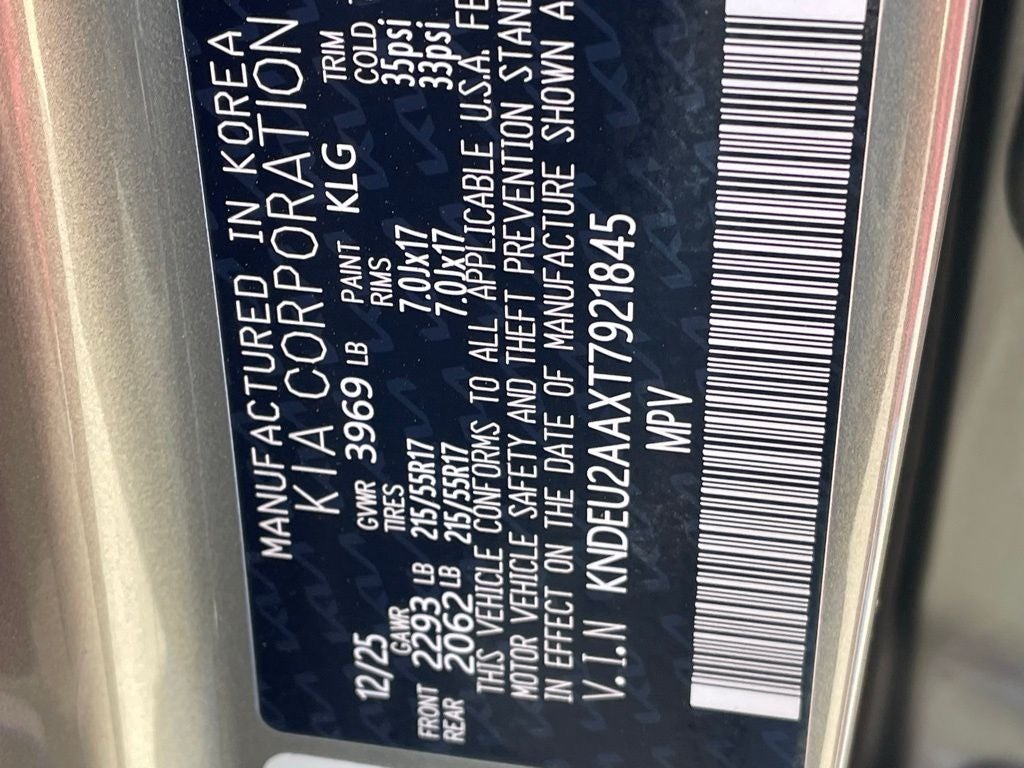 MANUFACTURED IN KOREA
KIA CORPORATION
12/25 GVWR 3969 LB PAINT KLG TRIM
GAWR TIRES RIMS COLD
FRONT 2293 LB 215/55R17 7.0Jx17 35psi
REAR 2062 LB 215/55R17 7.0Jx17 33psi
THIS VEHICLE CONFORMS TO ALL APPLICABLE U.S.A. FE
MOTOR VEHICLE SAFETY AND THEFT PREVENTION STAND
IN EFFECT ON THE DATE OF MANUFACTURE SHOWN A
V.I.N KNDEU2AAXT7921845
MPV